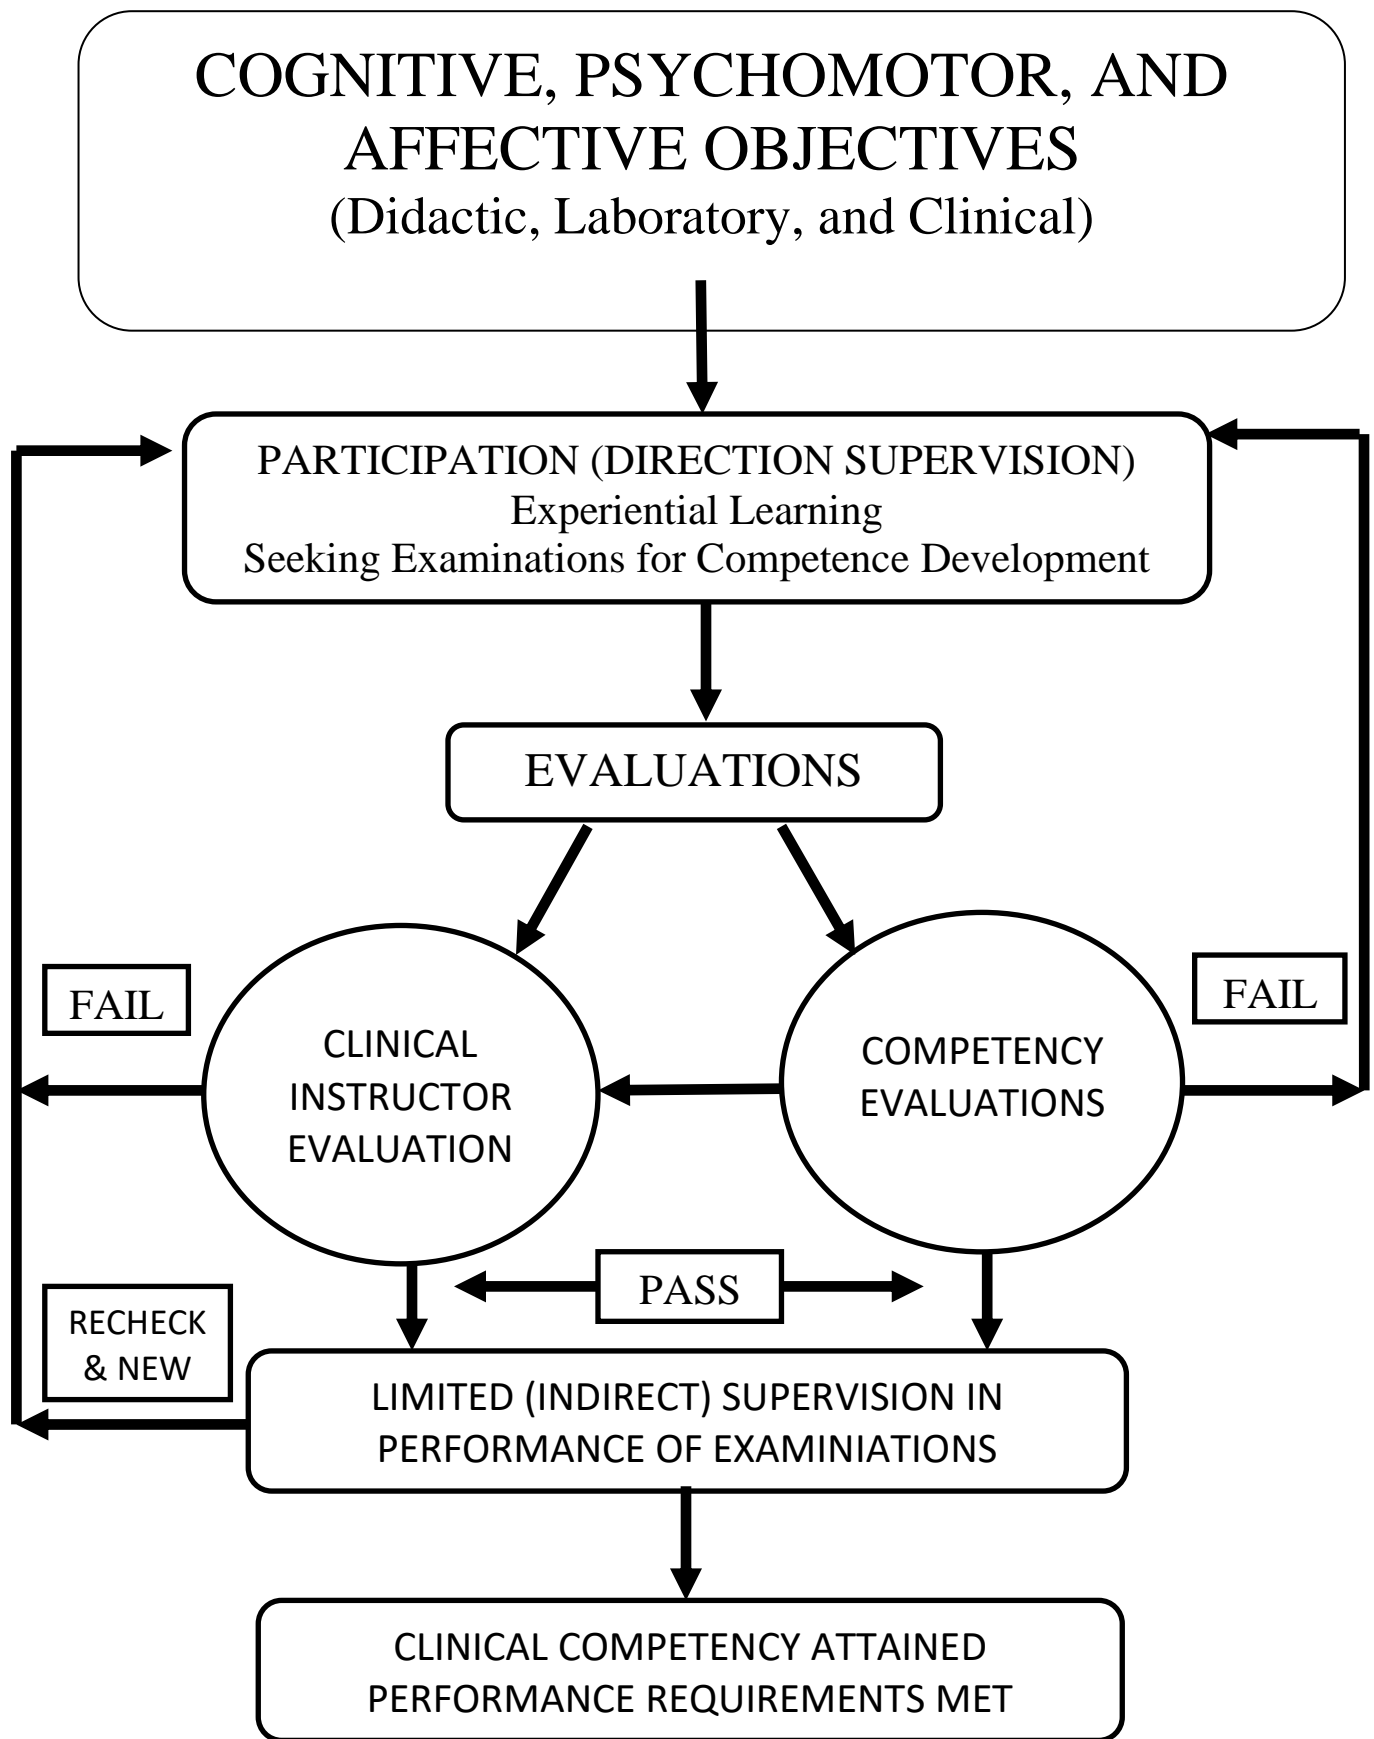 COGNITIVE, PSYCHOMOTOR, AND
AFFECTIVE OBJECTIVES
(Didactic, Laboratory, and Clinical)
PARTICIPATION (DIRECTION SUPERVISION)
Experiential Learning
Seeking Examinations for Competence Development
EVALUATIONS
FAIL
CLINICAL
INSTRUCTOR
EVALUATION
COMPETENCY
EVALUATIONS
FAIL
PASS
RECHECK
& NEW
LIMITED (INDIRECT) SUPERVISION IN
PERFORMANCE OF EXAMINIATIONS
CLINICAL COMPETENCY ATTAINED
PERFORMANCE REQUIREMENTS MET